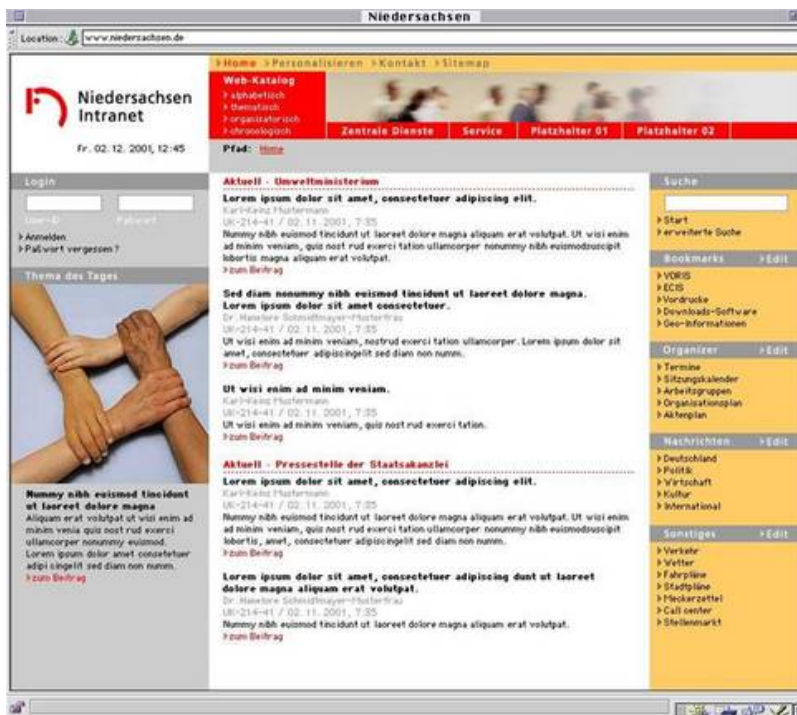 Niedersachsen
Location: www.niedersachsen.de
Home Personalisieren Kontakt Sitemap
Niedersachsen
Intranet
Fr. 02. 12. 2001, 12:45
Web-Katalog
alphabetisch
thematisch
organisatorisch
chronologisch
Zentrale Dienste Service Platzhalter 01 Platzhalter 02
Pfad: Home
Login
User-ID Paßwort
Anmelden
Paßwort vergessen?
Thema des Tages
Nummy nibh euismod tincidunt
ut laoreet dolore magna
Aliquam erat volutpat ut wisi enim ad
minim venia quis nost rud exerci
ullamcorper nonummy euismod.
Lorem ipsum dolor amet consetetuer
adipi cingelit sed diam non numm.
zum Beitrag
Aktuell - Umweltministerium
Lorem ipsum dolor sit amet, consectetuer adipiscing elit.
Karl-Heinz Mustermann
UK-214-41 / 02. 11. 2001, 7:35
Nummy nibh euismod tincidunt ut laoreet dolore magna aliquam erat volutpat. Ut wisi enim
ad minim veniam, quis nost rud exerci tation ullamcorper nonummy nibh euismodsuscipit
lobortis magna aliquam erat volutpat.
zum Beitrag
Sed diam nonummy nibh euismod tincidunt ut laoreet dolore magna.
Lorem ipsum dolor sit amet consectetuer.
Dr. Hanelore Schmidtmayer-Musterfrau
UK-214-41 / 02. 11. 2001, 7:35
Ut wisi enim ad minim veniam, nostrud exerci tation ullamcorper. Lorem ipsum dolor sit
amet, consectetuer adipiscingelit sed diam non numm.
zum Beitrag
Ut wisi enim ad minim veniam.
Karl-Heinz Mustermann
UK-214-41 / 02. 11. 2001, 7:35
Ut wisi enim ad minim veniam, quis nost rud exerci tation.
zum Beitrag
Aktuell - Pressestelle der Staatskanzlei
Lorem ipsum dolor sit amet, consectetuer adipiscing elit.
Karl-Heinz Mustermann
UK-214-41 / 02. 11. 2001, 7:35
Nummy nibh euismod tincidunt ut laoreet dolore magna aliquam erat volutpat. Ut wisi enim
ad minim veniam, quis nost rud exerci tation ullamcorper nonummy nibh euismodsuscipit
lobortis, amet, consectetuer adipiscingelit sed diam non numm.
zum Beitrag
Lorem ipsum dolor sit amet, consectetuer adipiscing dunt ut laoreet
dolore magna aliquam erat volutpat.
Dr. Hanelore Schmidtmayer-Musterfrau
UK-214-41 / 02. 11. 2001, 7:35
Nummy nibh euismod tincidunt ut laoreet dolore magna aliquam erat volutpat.
zum Beitrag
Suche
Start
erweiterte Suche
Bookmarks Edit
VORIS
ECIS
Vordrucke
Downloads-Software
Geo-Informationen
Organizer Edit
Termine
Sitzungskalender
Arbeitsgruppen
Organisationsplan
Aktenplan
Nachrichten Edit
Deutschland
Politik
Wirtschaft
Kultur
International
Sonstiges Edit
Verkehr
Wetter
Fahrpläne
Stadtpläne
Meckerzettel
Call center
Stellenmarkt